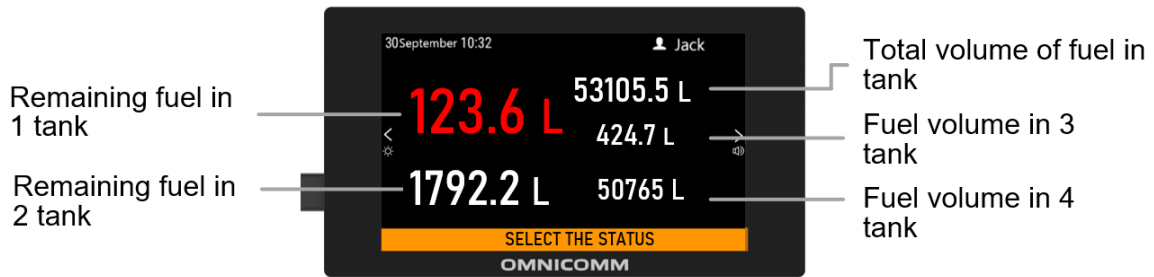 30September 10:32
Jack
Remaining fuel in
1 tank
123.6 L
53105.5 L
Total volume of fuel in
tank
424.7 L
Fuel volume in 3
tank
Remaining fuel in
2 tank
1792.2 L
50765 L
Fuel volume in 4
tank
SELECT THE STATUS
OMNICOMM